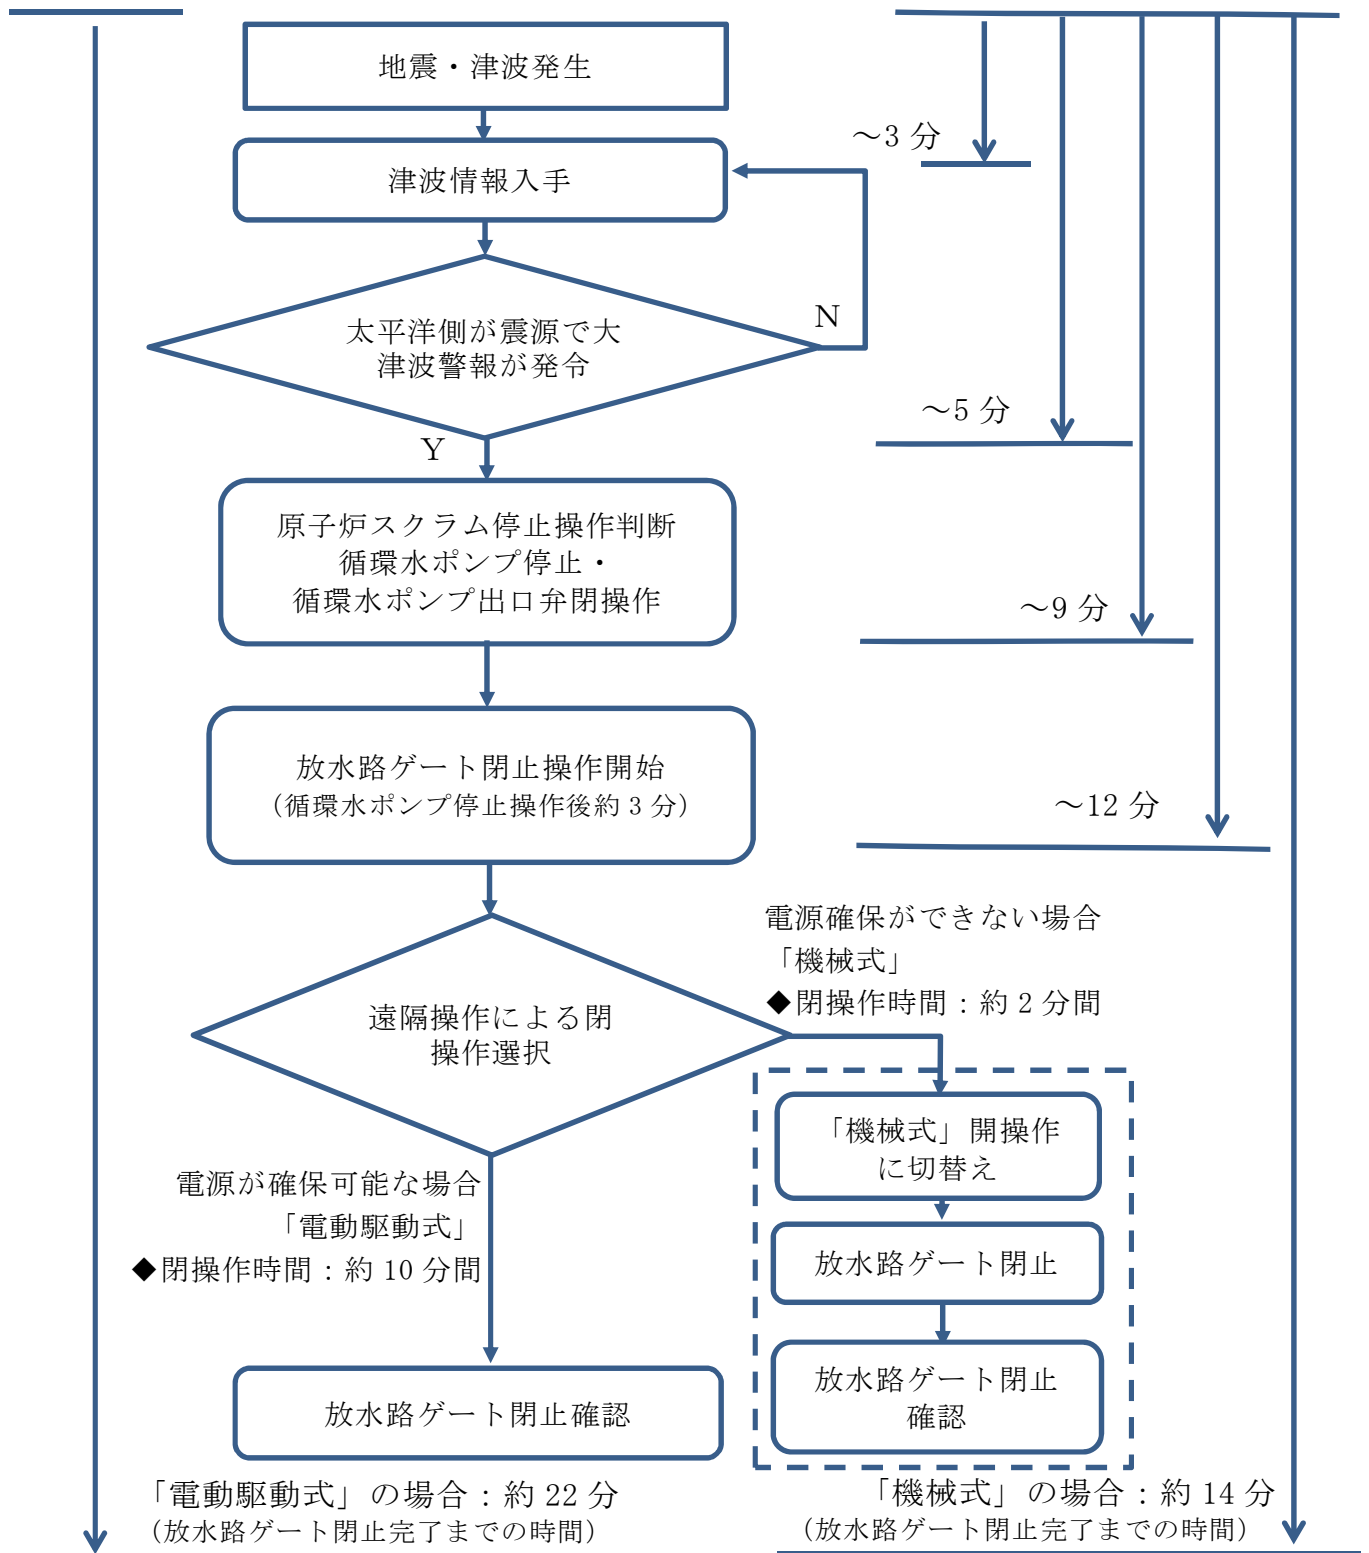 地震・津波発生
～3 分
津波情報入手
N
太平洋側が震源で大
津波警報が発令
～5 分
Y
原子炉スクラム停止操作判断
循環水ポンプ停止・
循環水ポンプ出口弁閉操作
～9 分
放水路ゲート閉止操作開始
（循環水ポンプ停止操作後約 3 分）
～12 分
電源確保ができない場合
「機械式」
◆閉操作時間：約 2 分間
遠隔操作による閉
操作選択
「機械式」開操作
に切替え
電源が確保可能な場合
「電動駆動式」
◆閉操作時間：約 10 分間
放水路ゲート閉止
放水路ゲート閉止
確認
放水路ゲート閉止確認
「電動駆動式」の場合：約 22 分
（放水路ゲート閉止完了までの時間）
「機械式」の場合：約 14 分
（放水路ゲート閉止完了までの時間）